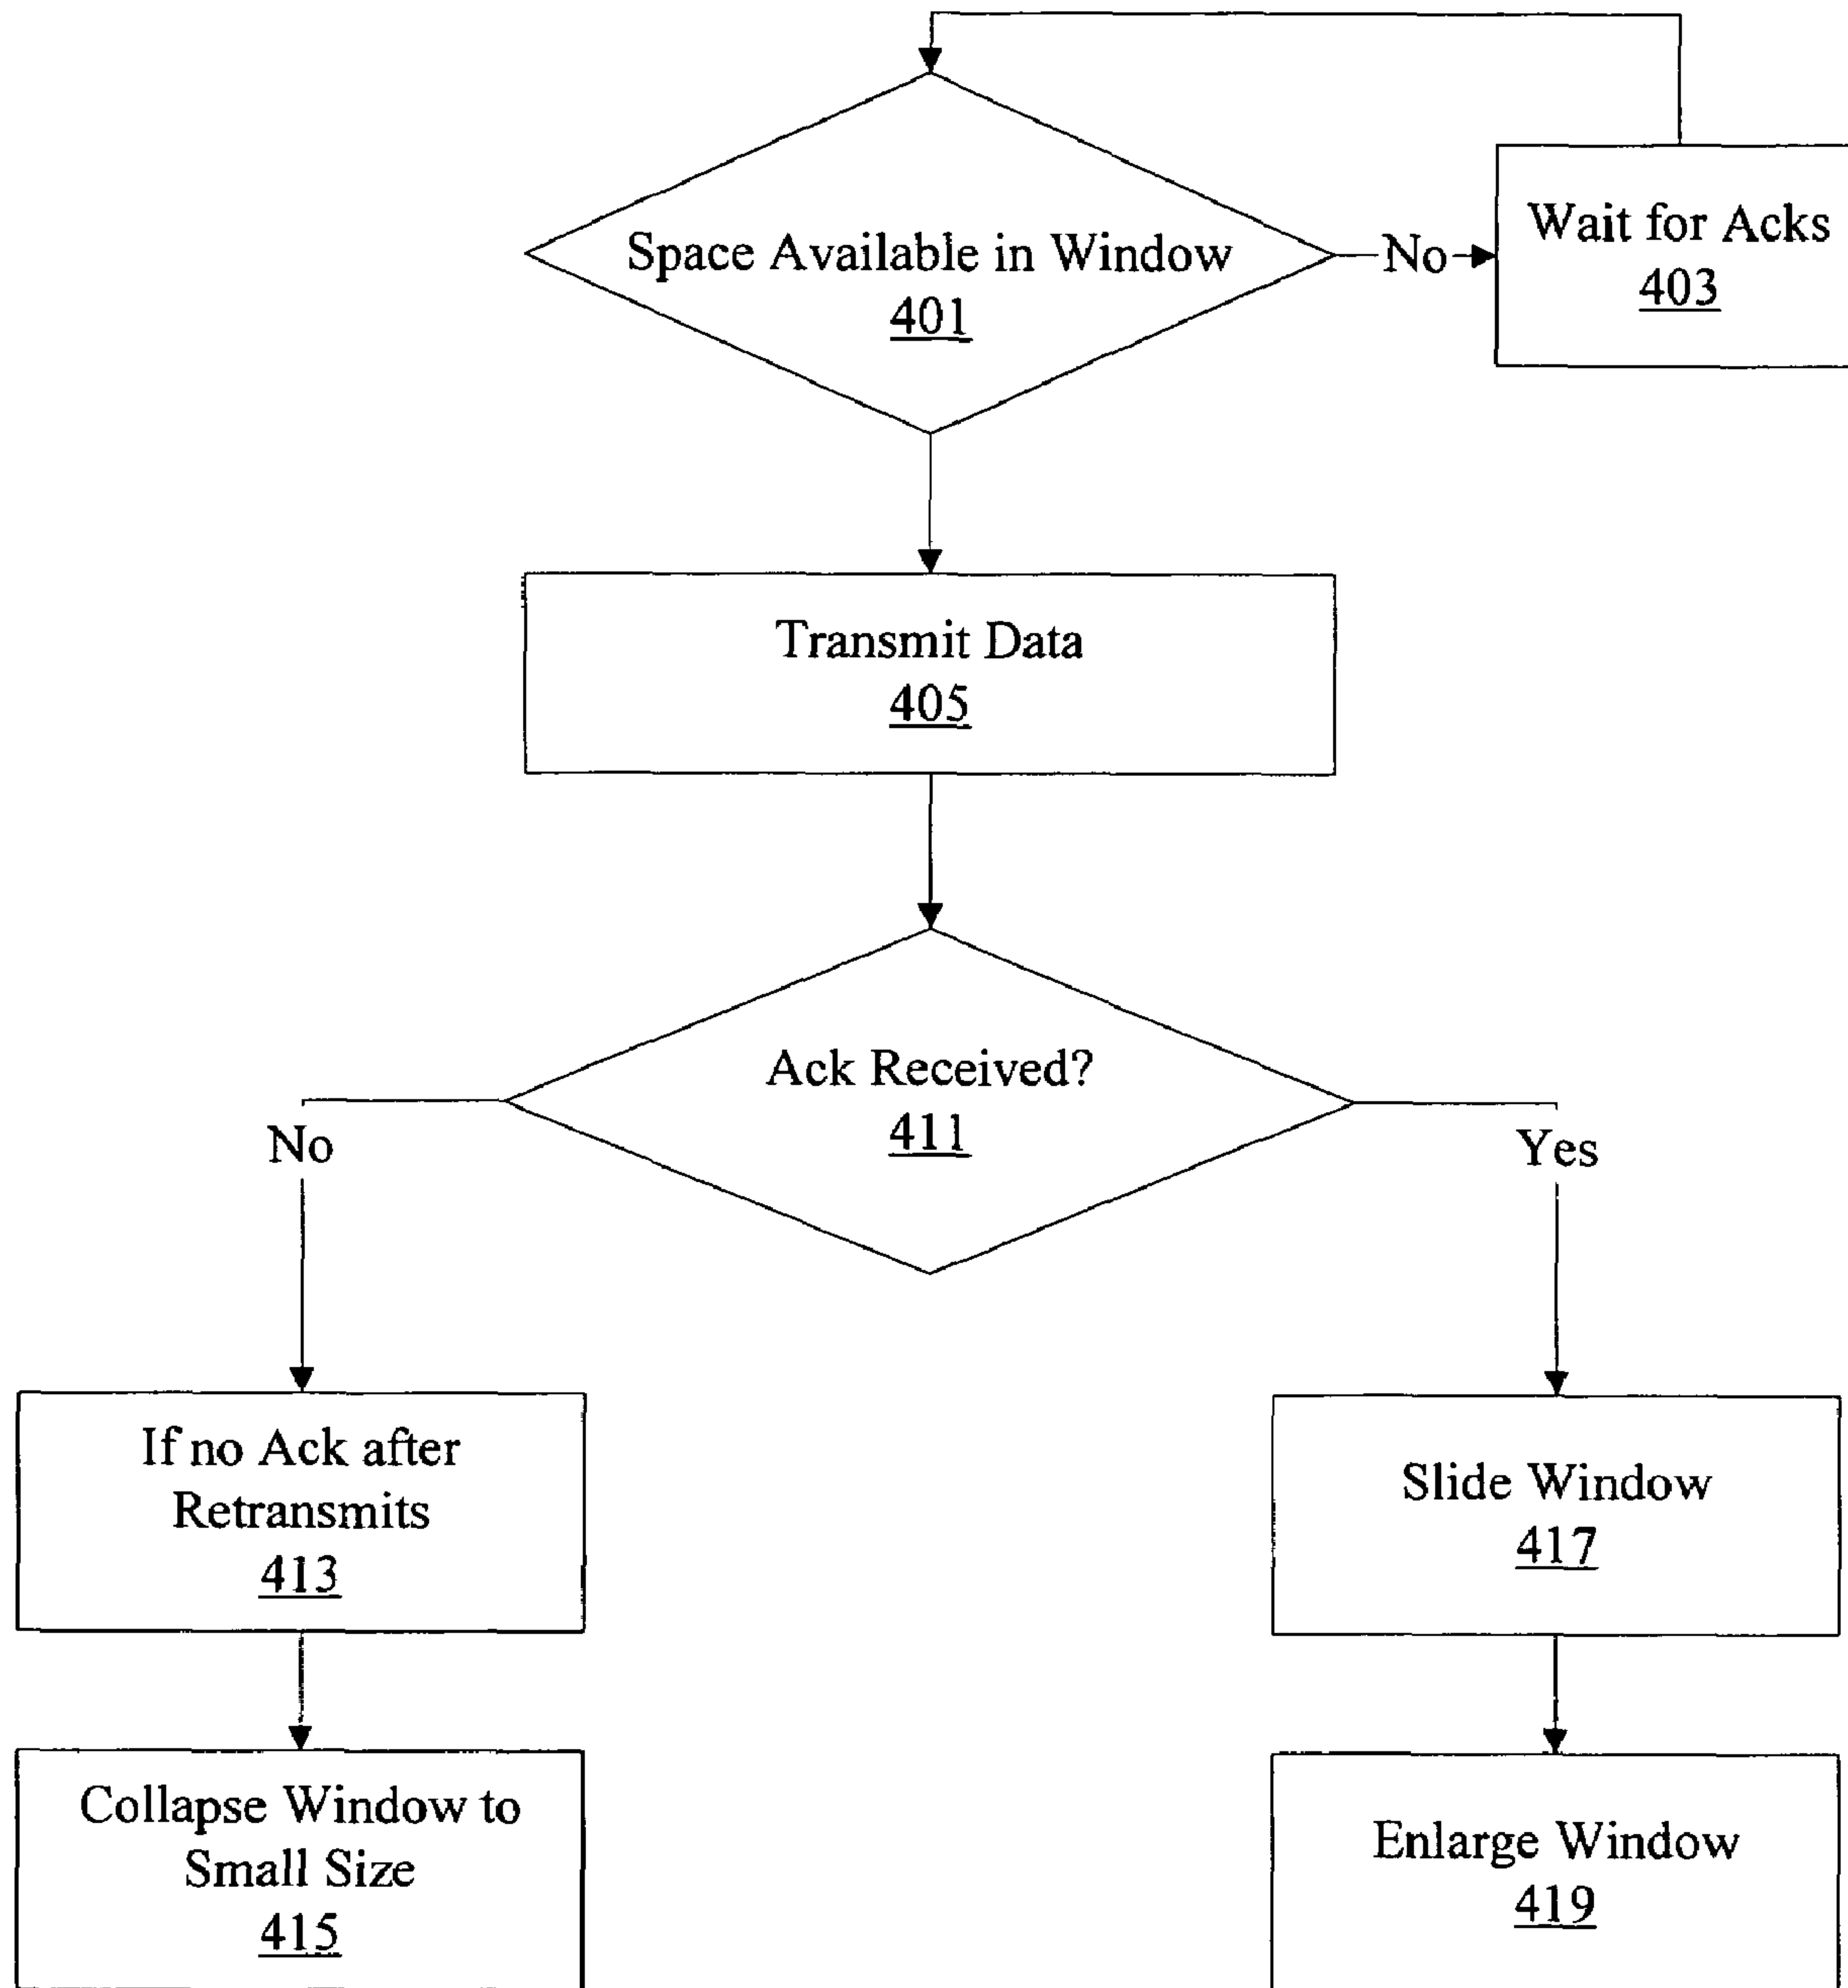 Space Available in Window
401
No
Wait for Acks
403
Transmit Data
405
Ack Received?
411
No
Yes
If no Ack after
Retransmits
413
Slide Window
417
Collapse Window to
Small Size
415
Enlarge Window
419